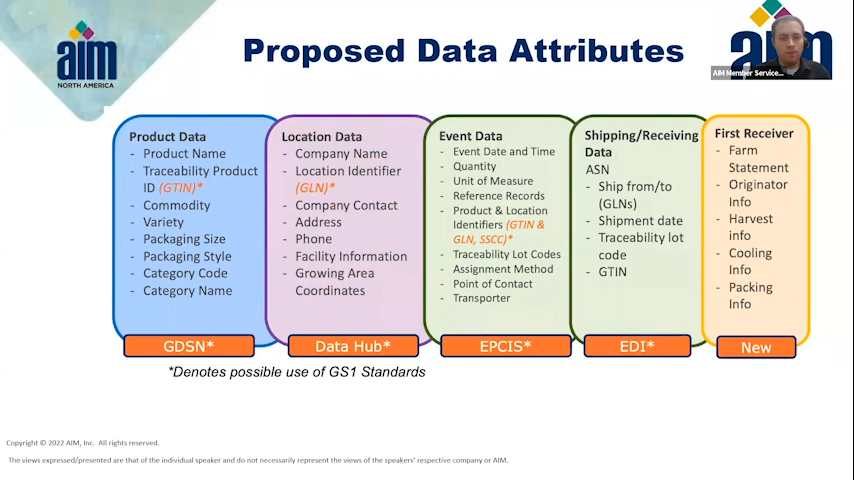 aim
NORTH AMERICA
Proposed Data Attributes
aim
AIM Member Service...
Product Data
- Product Name
- Traceability Product
ID (GTIN)*
- Commodity
- Variety
- Packaging Size
- Packaging Style
- Category Code
- Category Name
GDSN*
Location Data
- Company Name
- Location Identifier
(GLN)*
- Company Contact
- Address
- Phone
- Facility Information
- Growing Area
Coordinates
Data Hub*
Event Data
- Event Date and Time
- Quantity
- Unit of Measure
- Reference Records
- Product & Location
Identifiers (GTIN &
GLN, SSCC)*
- Traceability Lot Codes
- Assignment Method
- Point of Contact
- Transporter
EPCIS*
Shipping/Receiving
Data
ASN
- Ship from/to
(GLNs)
- Shipment date
- Traceability lot
code
- GTIN
EDI*
First Receiver
- Farm
Statement
- Originator
Info
- Harvest
info
- Cooling
Info
- Packing
Info
New
*Denotes possible use of GS1 Standards
Copyright © 2022 AIM, Inc. All rights reserved.
The views expressed/presented are that of the individual speaker and do not necessarily represent the views of the speakers' respective company or AIM.